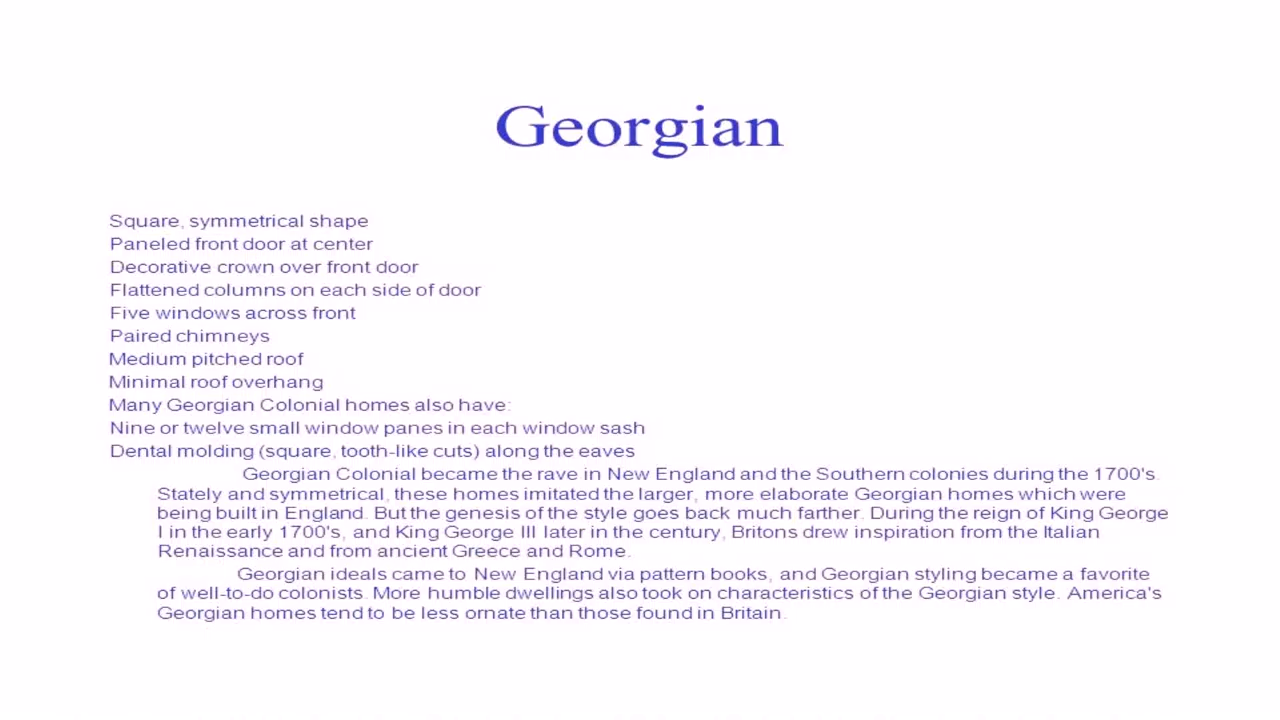 Georgian
Square, symmetrical shape
Paneled front door at center
Decorative crown over front door
Flattened columns on each side of door
Five windows across front
Paired chimneys
Medium pitched roof
Minimal roof overhang
Many Georgian Colonial homes also have:
Nine or twelve small window panes in each window sash
Dental molding (square, tooth-like cuts) along the eaves
Georgian Colonial became the rave in New England and the Southern colonies during the 1700's.
Stately and symmetrical, these homes imitated the larger, more elaborate Georgian homes which were
being built in England. But the genesis of the style goes back much farther. During the reign of King George
I in the early 1700's, and King George III later in the century, Britons drew inspiration from the Italian
Renaissance and from ancient Greece and Rome.
Georgian ideals came to New England via pattern books, and Georgian styling became a favorite
of well-to-do colonists. More humble dwellings also took on characteristics of the Georgian style. America's
Georgian homes tend to be less ornate than those found in Britain.